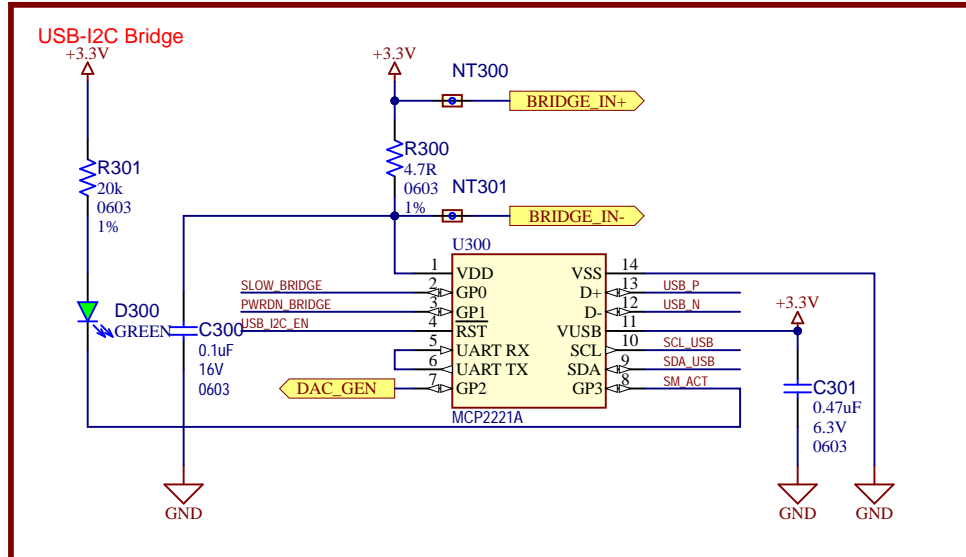 USB-I2C Bridge
+3.3V
+3.3V
NT300
BRIDGE_IN+
R301
20k
0603
1%
R300
4.7R
0603
1%
NT301
BRIDGE_IN-
U300
1 VDD VSS 14
SLOW_BRIDGE 2 GP0 D+ 13 USB_P
PWRDN_BRIDGE 3 GP1 D- 12 USB_N
USB_I2C_EN 4 RST VUSB 11
+3.3V
5 UART RX SCL 10 SCL_USB
6 UART TX SDA 9 SDA_USB
DAC_GEN 7 GP2 GP3 8 SM_ACT
MCP2221A
D300
GREEN
C300
0.1uF
16V
0603
C301
0.47uF
6.3V
0603
GND
GND
GND